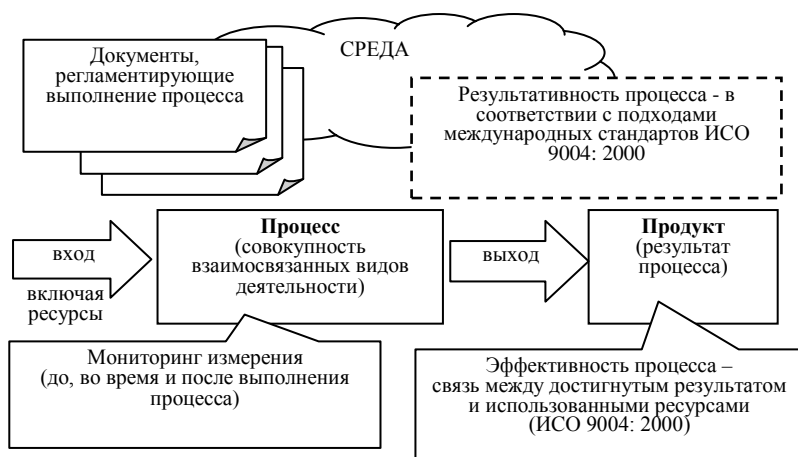 СРЕДА
Документы,
регламентирующие
выполнение процесса
Результативность процесса - в
соответствии с подходами
международных стандартов ИСО
9004: 2000
вход
включая
ресурсы
Процесс
(совокупность
взаимосвязанных видов
деятельности)
выход
Продукт
(результат
процесса)
Мониторинг измерения
(до, во время и после выполнения
процесса)
Эффективность процесса –
связь между достигнутым результатом
и использованными ресурсами
(ИСО 9004: 2000)